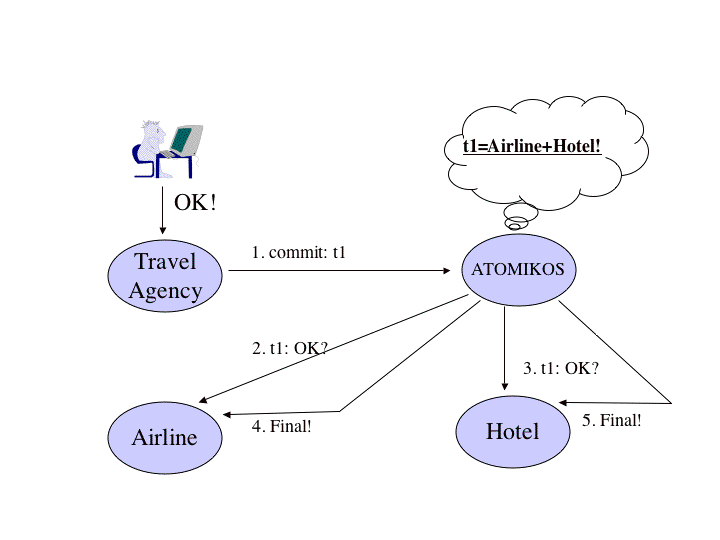 t1=Airline+Hotel!
OK!
Travel
Agency
1. commit: t1
ATOMIKOS
2. t1: OK?
3. t1: OK?
Airline
4. Final!
Hotel
5. Final!